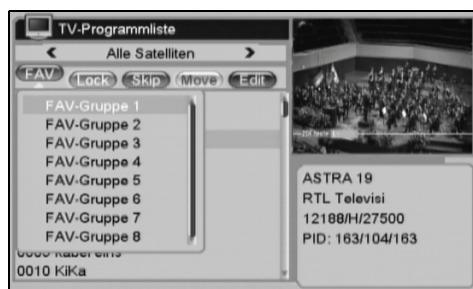 TV-Programmliste
Alle Satelliten
FAV Lock Skip Move Edit
FAV-Gruppe 1
FAV-Gruppe 2
FAV-Gruppe 3
FAV-Gruppe 4
FAV-Gruppe 5
FAV-Gruppe 6
FAV-Gruppe 7
FAV-Gruppe 8
0010 KiKa
ASTRA 19
RTL Televisi
12188/H/27500
PID: 163/104/163